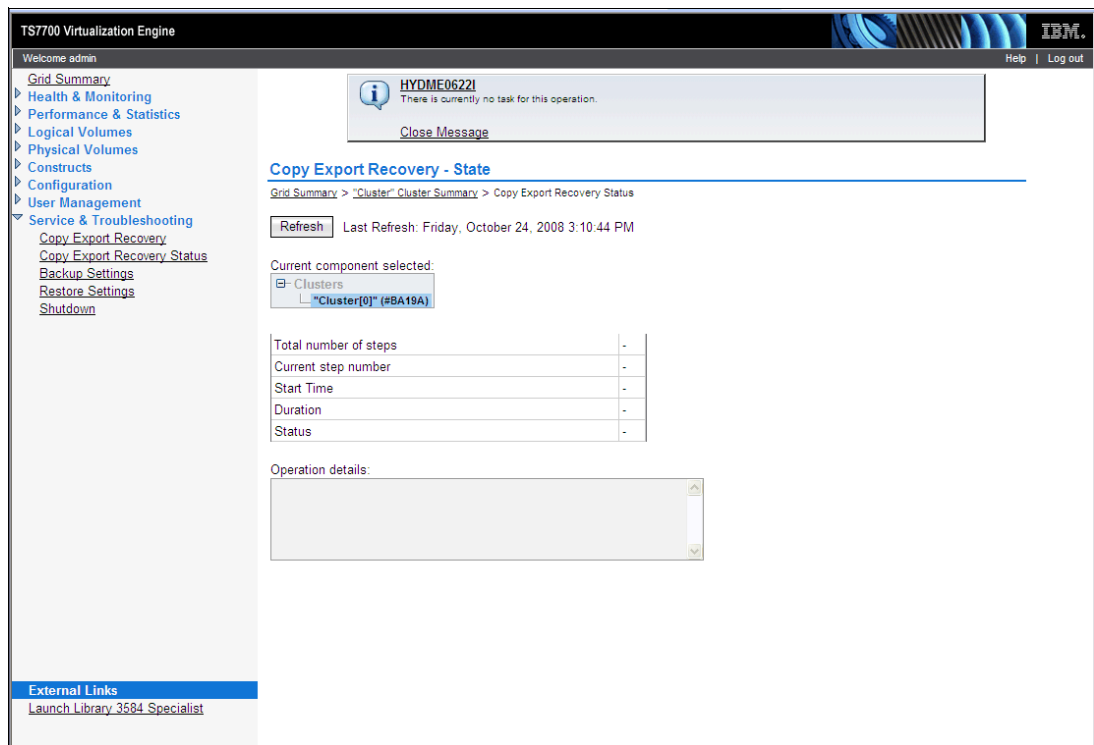 TS7700 Virtualization Engine
IBM.
Welcome admin
Help | Log out
Grid Summary
Health & Monitoring
Performance & Statistics
Logical Volumes
Physical Volumes
Constructs
Configuration
User Management
Service & Troubleshooting
Copy Export Recovery
Copy Export Recovery Status
Backup Settings
Restore Settings
Shutdown
External Links
Launch Library 3584 Specialist
HYDME0622I
There is currently no task for this operation.
Close Message
Copy Export Recovery - State
Grid Summary > "Cluster" Cluster Summary > Copy Export Recovery Status
Refresh Last Refresh: Friday, October 24, 2008 3:10:44 PM
Current component selected:
Clusters
"Cluster[0]" (#BA19A)
Total number of steps -
Current step number -
Start Time -
Duration -
Status -
Operation details: